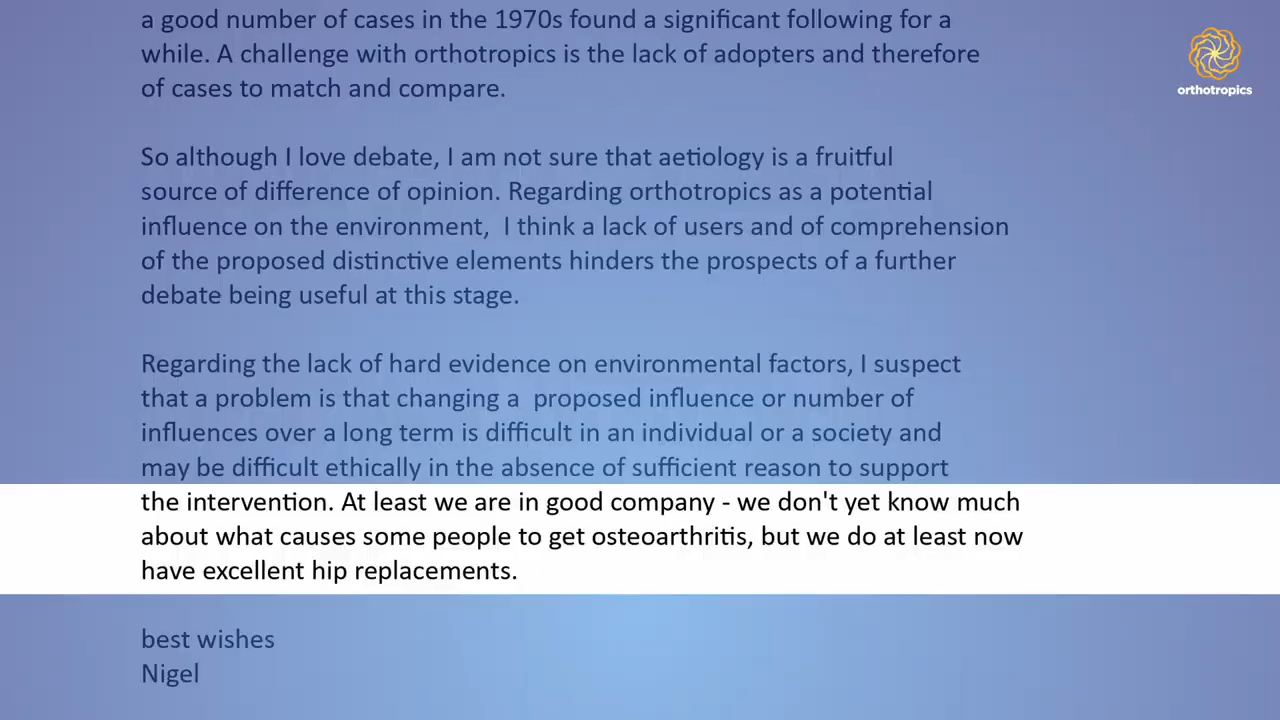 a good number of cases in the 1970s found a significant following for a
while. A challenge with orthotropics is the lack of adopters and therefore
of cases to match and compare.
orthotropics
So although I love debate, I am not sure that aetiology is a fruitful
source of difference of opinion. Regarding orthotropics as a potential
influence on the environment,  I think a lack of users and of comprehension
of the proposed distinctive elements hinders the prospects of a further
debate being useful at this stage.
Regarding the lack of hard evidence on environmental factors, I suspect
that a problem is that changing a  proposed influence or number of
influences over a long term is difficult in an individual or a society and
may be difficult ethically in the absence of sufficient reason to support
the intervention. At least we are in good company - we don't yet know much
about what causes some people to get osteoarthritis, but we do at least now
have excellent hip replacements.
best wishes
Nigel